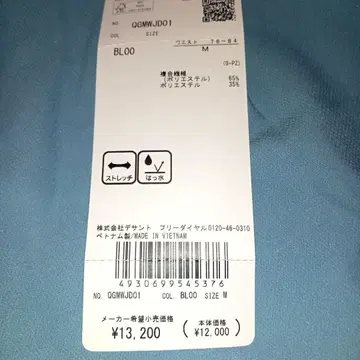 FSC
NO QGMWJD01
COL. SIZE
ウエスト 76-84
BL00 M
(S-PZ)
複合繊維
(ポリエステル) 65%
ポリエステル 35%
ストレッチ はっ水
株式会社デサント フリーダイヤル0120-46-0310
ベトナム製/MADE IN VIETNAM
4930699545376
NO. QGMWJD01 COL. BL00 SIZE M
メーカー希望小売価格
¥13,200 (本体価格 ¥12,000)